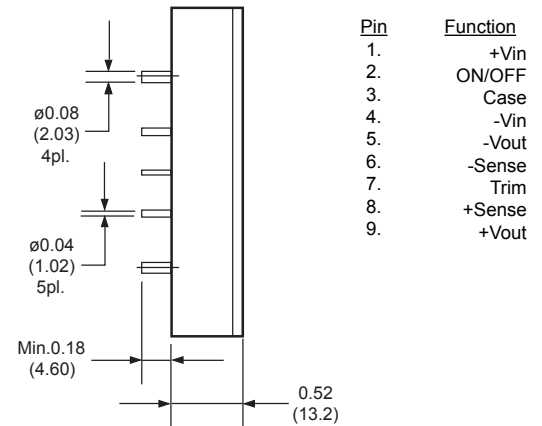 ø0.08
(2.03)
4pl.
ø0.04
(1.02)
5pl.
Min.0.18
(4.60)
0.52
(13.2)
Pin Function
1. +Vin
2. ON/OFF
3. Case
4. -Vin
5. -Vout
6. -Sense
7. Trim
8. +Sense
9. +Vout